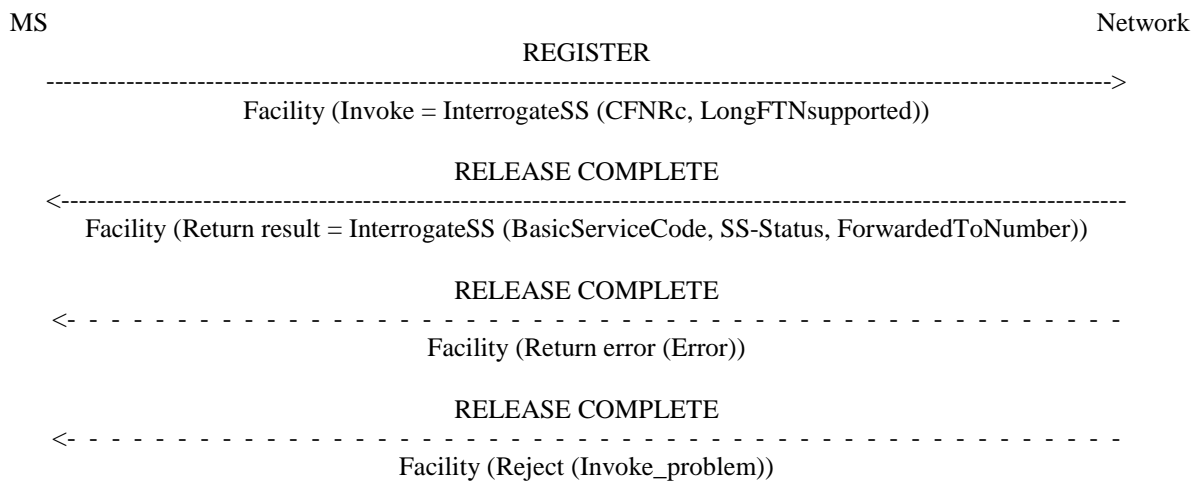 MS Network
REGISTER
Facility (Invoke = InterrogateSS (CFNRc, LongFTNsupported))
RELEASE COMPLETE
Facility (Return result = InterrogateSS (BasicServiceCode, SS-Status, ForwardedToNumber))
RELEASE COMPLETE
Facility (Return error (Error))
RELEASE COMPLETE
Facility (Reject (Invoke_problem))